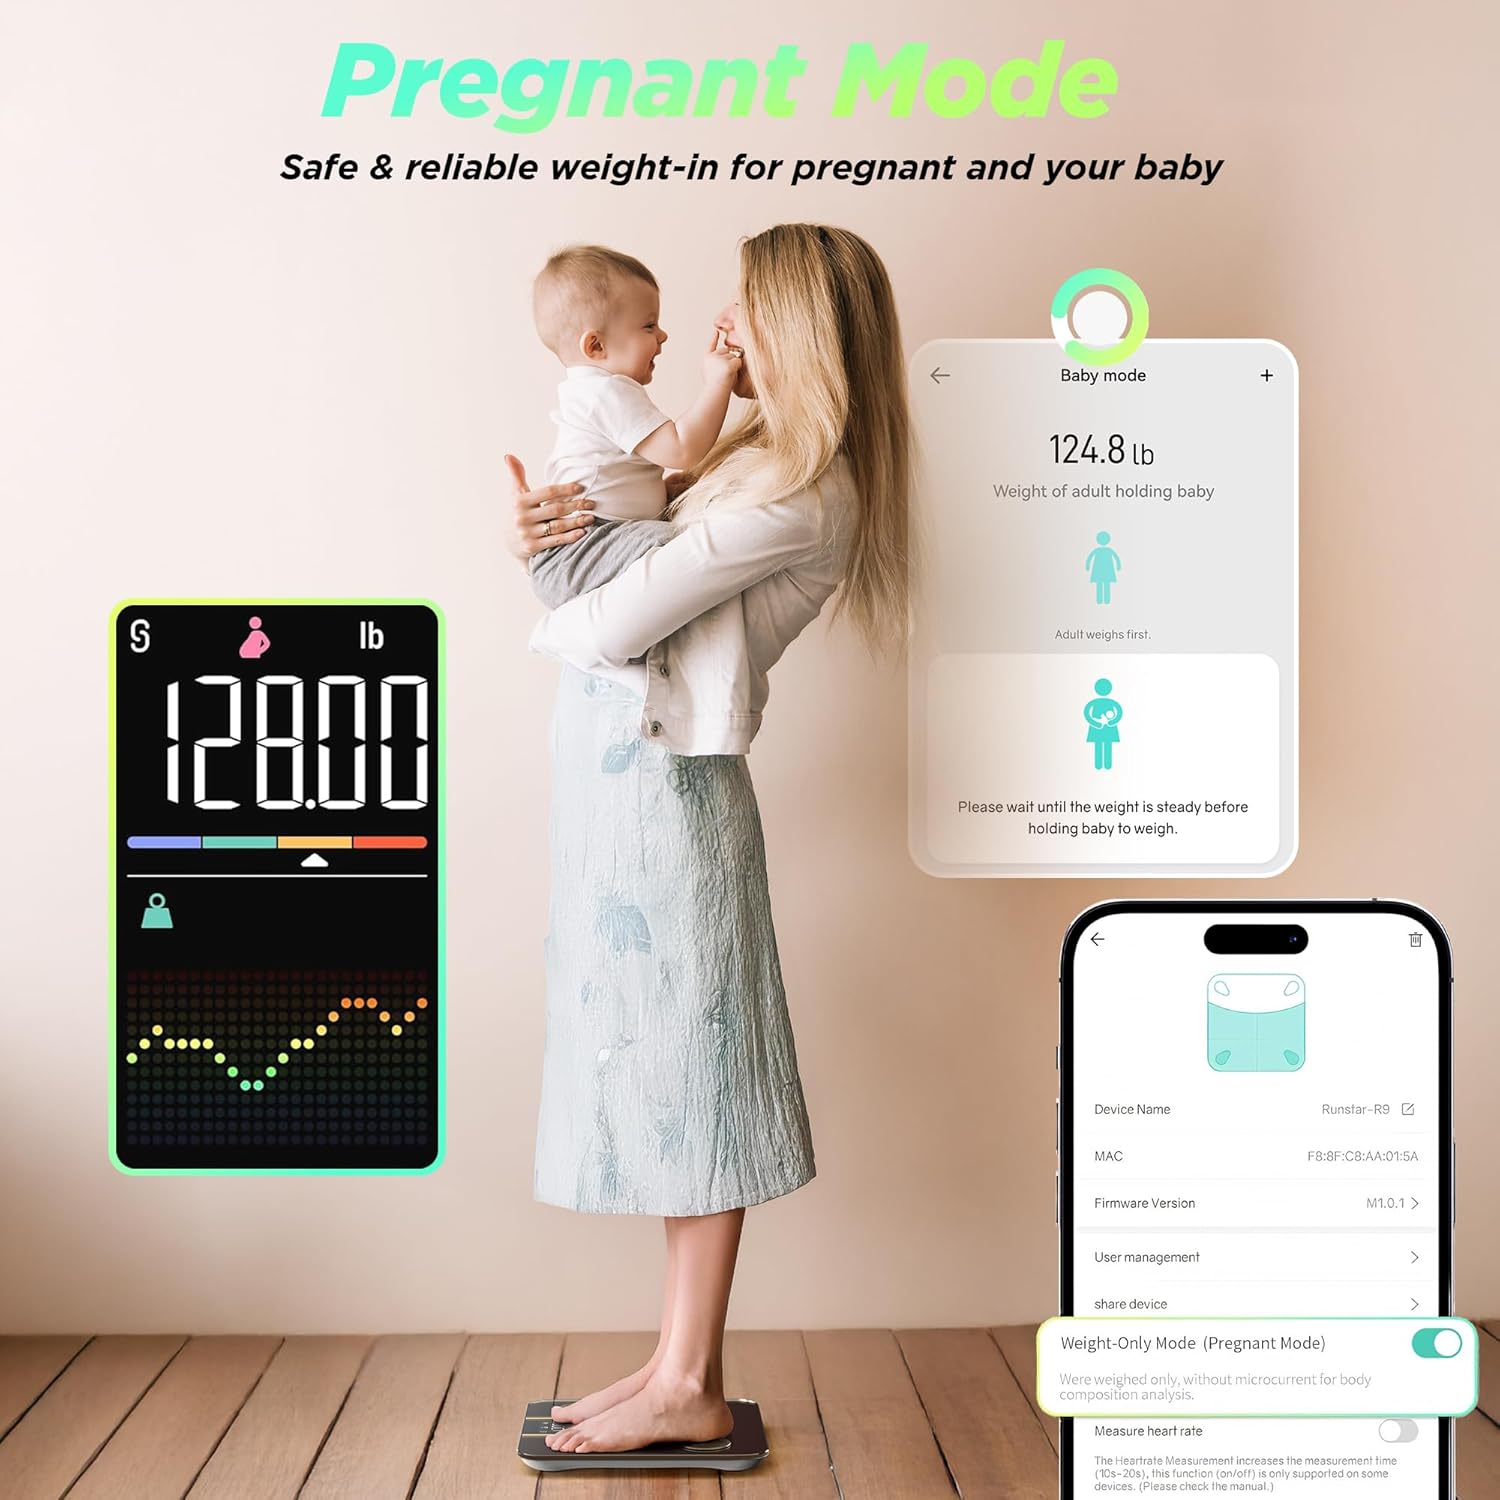 Pregnant Mode
Safe & reliable weight-in for pregnant and your baby
Baby mode
+
124.8 lb
Weight of adult holding baby
Adult weighs first.
Please wait until the weight is steady before
holding baby to weigh.
lb
128.00
Device Name
Runstar-R9
MAC
F8:8F:C8:AA:01:5A
Firmware Version
M1.0.1
User management
share device
Weight-Only Mode (Pregnant Mode)
Were weighed only, without microcurrent for body
composition analysis.
Measure heart rate
The Heartrate Measurement increases the measurement time
(10s-20s), this function (on/off) is only supported on some
devices. (Please check the manual.)